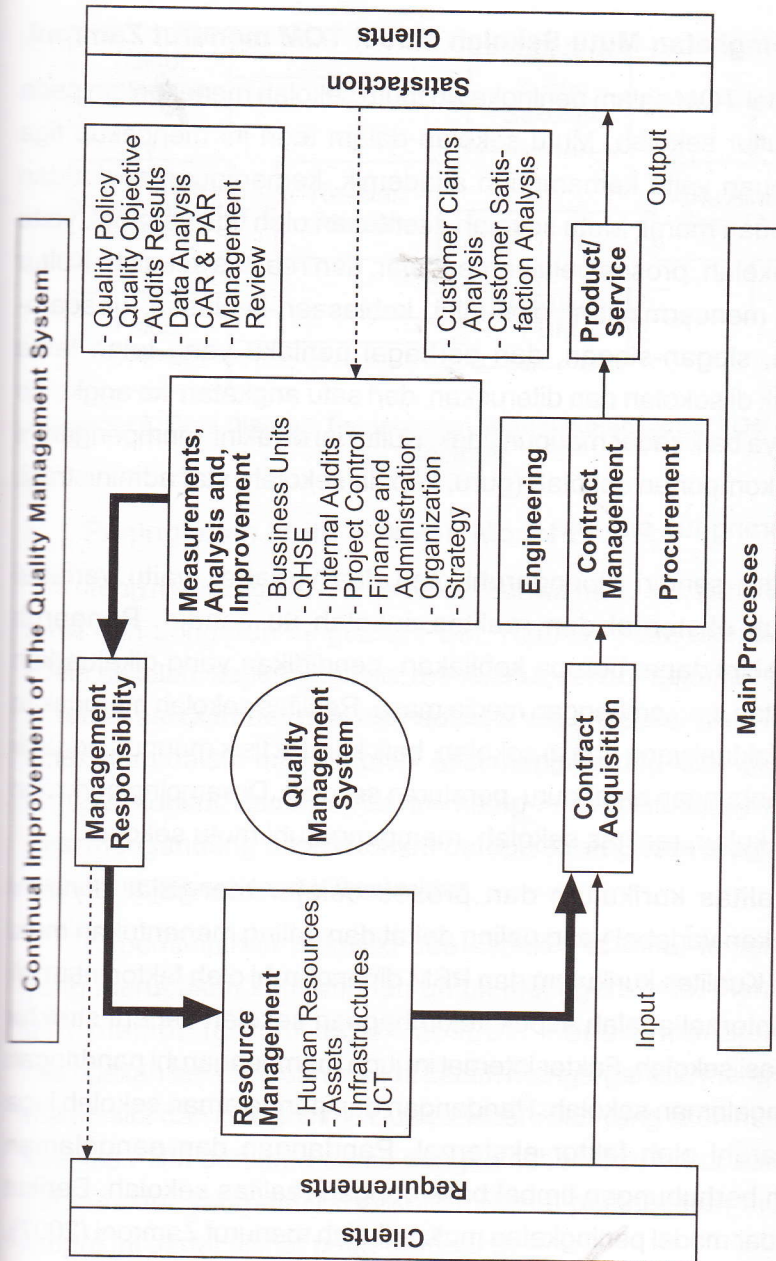 Continual Improvement of The Quality Management System
Clients
Requirements
Management
Responsibility
Resource
Management
- Human Resources
- Assets
- Infrastructures
- ICT
Quality
Management
System
Measurements,
Analysis and
Improvement
- Bussiness Units
- QHSE
- Internal Audits
- Project Control
- Finance and
Administration
- Organization
- Strategy
- Quality Policy
- Quality Objective
- Audits Results
- Data Analysis
- CAR & PAR
- Management
Review
- Customer Claims
Analysis
- Customer Satis-
faction Analysis
Satisfaction
Clients
Input
Contract
Acquisition
Engineering
Contract
Management
Procurement
Product/
Service
Output
Main Processes